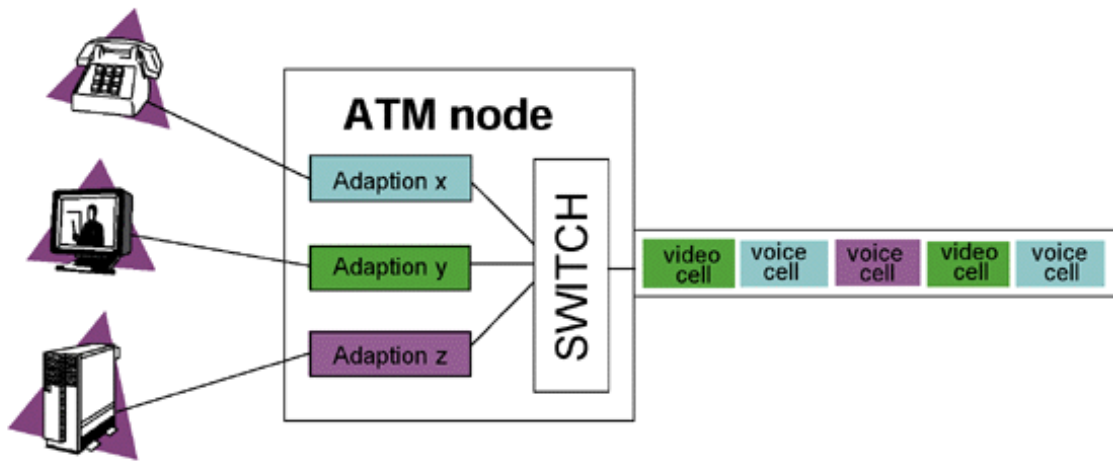 ATM node
Adaption x
Adaption y
Adaption z
SWITCH
video
cell
voice
cell
voice
cell
video
cell
voice
cell